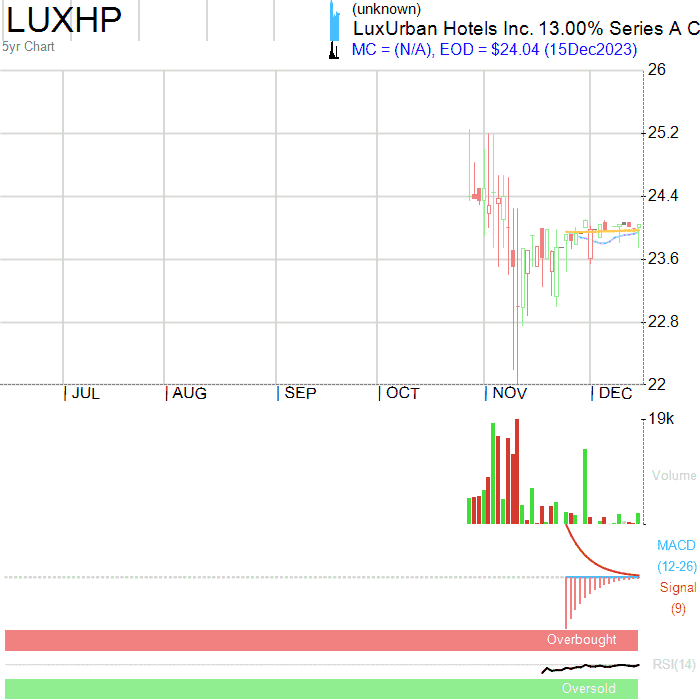 LUXHP
5yr Chart
(unknown)
LuxUrban Hotels Inc. 13.00% Series A C
MC = (N/A), EOD = $24.04 (15Dec2023)
26
25.2
24.4
23.6
22.8
22
JUL AUG SEP OCT NOV DEC
19k
Volume
MACD
(12-26)
Signal
(9)
Overbought
RSI(14)
Oversold